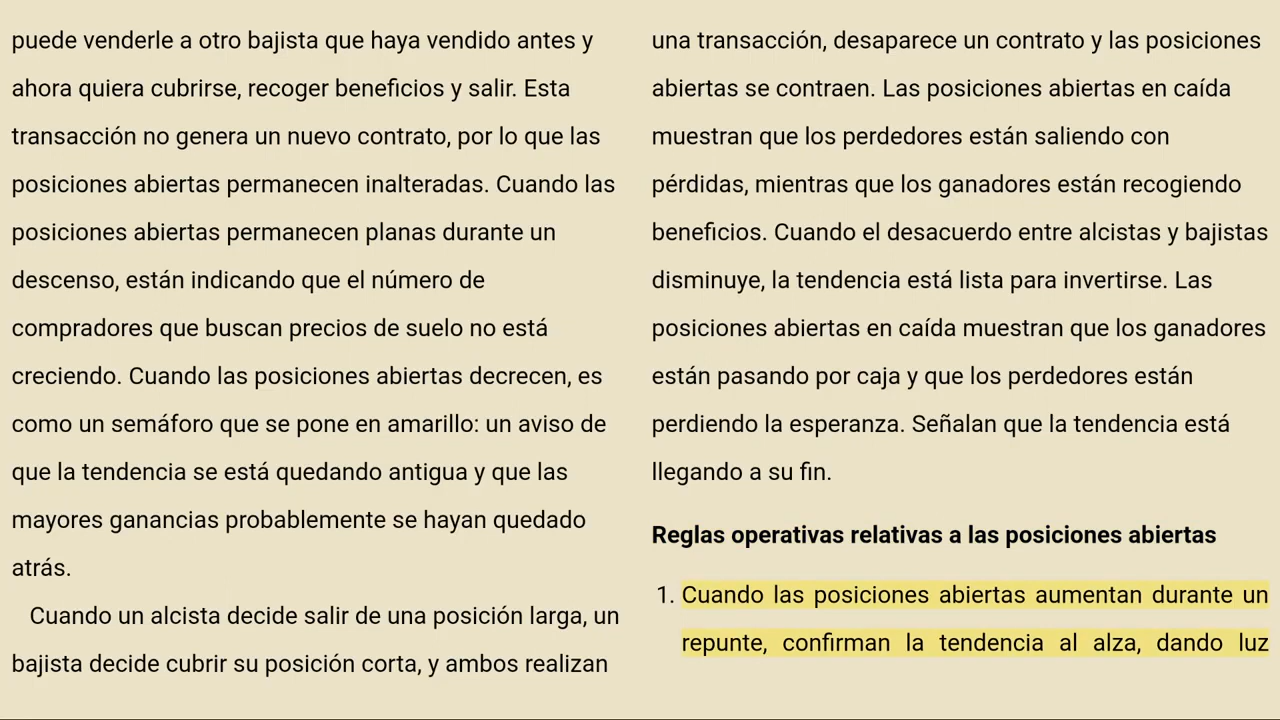 puede venderle a otro bajista que haya vendido antes y
ahora quiera cubrirse, recoger beneficios y salir. Esta
transacción no genera un nuevo contrato, por lo que las
posiciones abiertas permanecen inalteradas. Cuando las
posiciones abiertas permanecen planas durante un
descenso, están indicando que el número de
compradores que buscan precios de suelo no está
creciendo. Cuando las posiciones abiertas decrecen, es
como un semáforo que se pone en amarillo: un aviso de
que la tendencia se está quedando antigua y que las
mayores ganancias probablemente se hayan quedado
atrás.
Cuando un alcista decide salir de una posición larga, un
bajista decide cubrir su posición corta, y ambos realizan
una transacción, desaparece un contrato y las posiciones
abiertas se contraen. Las posiciones abiertas en caída
muestran que los perdedores están saliendo con
pérdidas, mientras que los ganadores están recogiendo
beneficios. Cuando el desacuerdo entre alcistas y bajistas
disminuye, la tendencia está lista para invertirse. Las
posiciones abiertas en caída muestran que los ganadores
están pasando por caja y que los perdedores están
perdiendo la esperanza. Señalan que la tendencia está
llegando a su fin.
Reglas operativas relativas a las posiciones abiertas
1. Cuando las posiciones abiertas aumentan durante un
repunte, confirman la tendencia al alza, dando luz